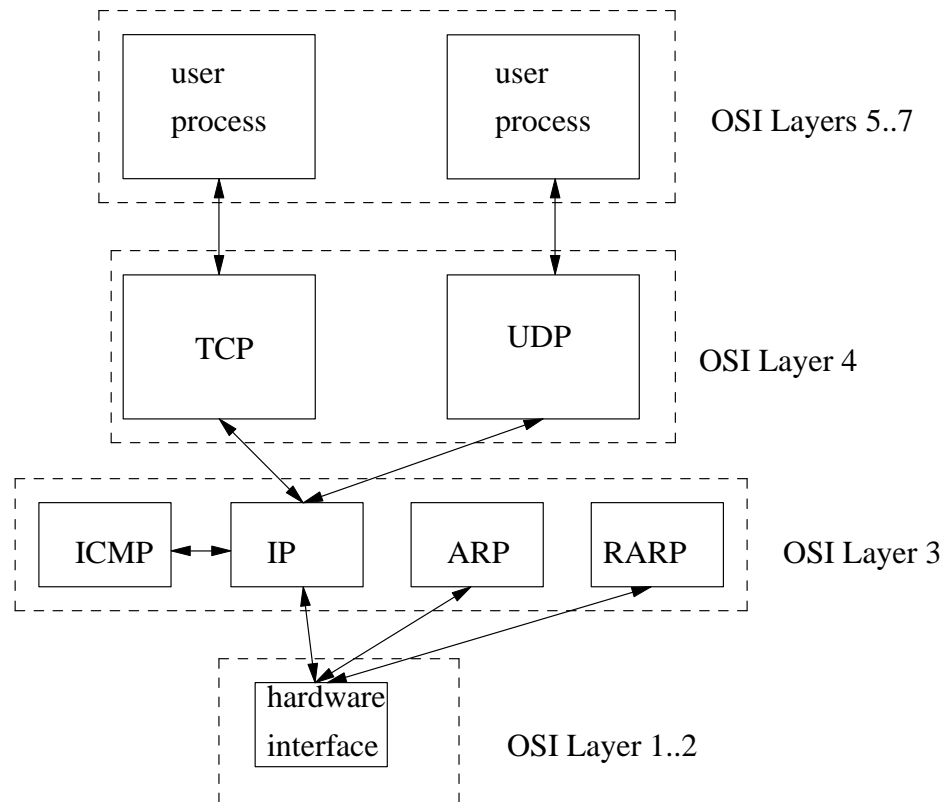 user
process
user
process
OSI Layers 5..7
TCP
UDP
OSI Layer 4
ICMP
IP
ARP
RARP
OSI Layer 3
hardware
interface
OSI Layer 1..2